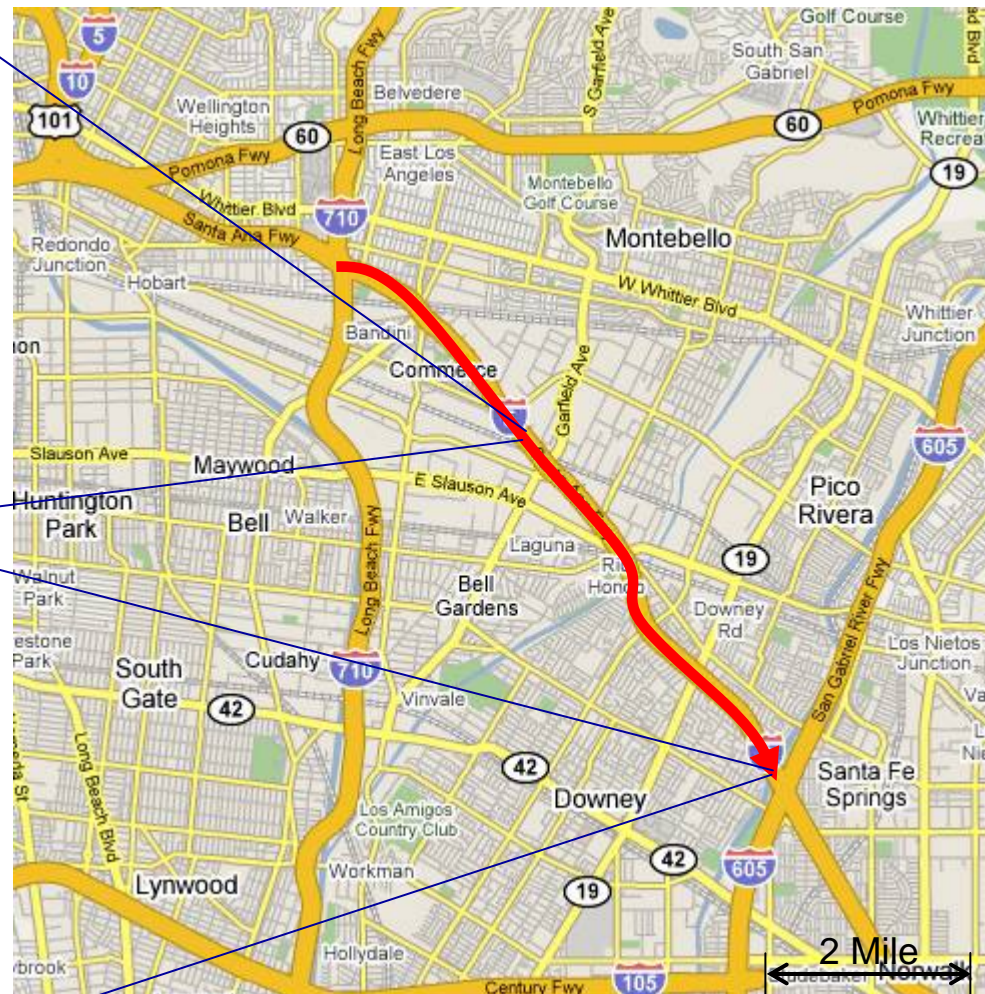 Golf Course
5
S Garfield Ave
South San
Gabriel
10
Long Beach Fwy
Belvedere
Pomona Fwy
Wellington
Heights
101
60
60
Whittier
East Los
Angeles
Pomona Fwy
Montebello
Golf Course
19
Whittier Blvd
710
Santa Ana Fwy
Montebello
Redondo
Junction
Hobart
W Whittier Blvd
Whittier
Junction
Bandini
Commerce
Garfield Ave
605
Slauson Ave
Maywood
E Slauson Ave
Pico
Rivera
Huntington
Park
Bell
Walker
Long Beach Fwy
Laguna
Rio
Hondo
19
Walnut
Park
Bell
Gardens
Downey
Rd
San Gabriel River Fwy
Los Nietos
Junction
Park
South
Gate
Cudahy
710
Vinvale
42
42
Santa Fe
Springs
Downey
Long Beach Blvd
Los Amigos
Country Club
42
605
Workman
Lynwood
19
Hollydale
2 Mile
Norwalk
105
Century Fwy